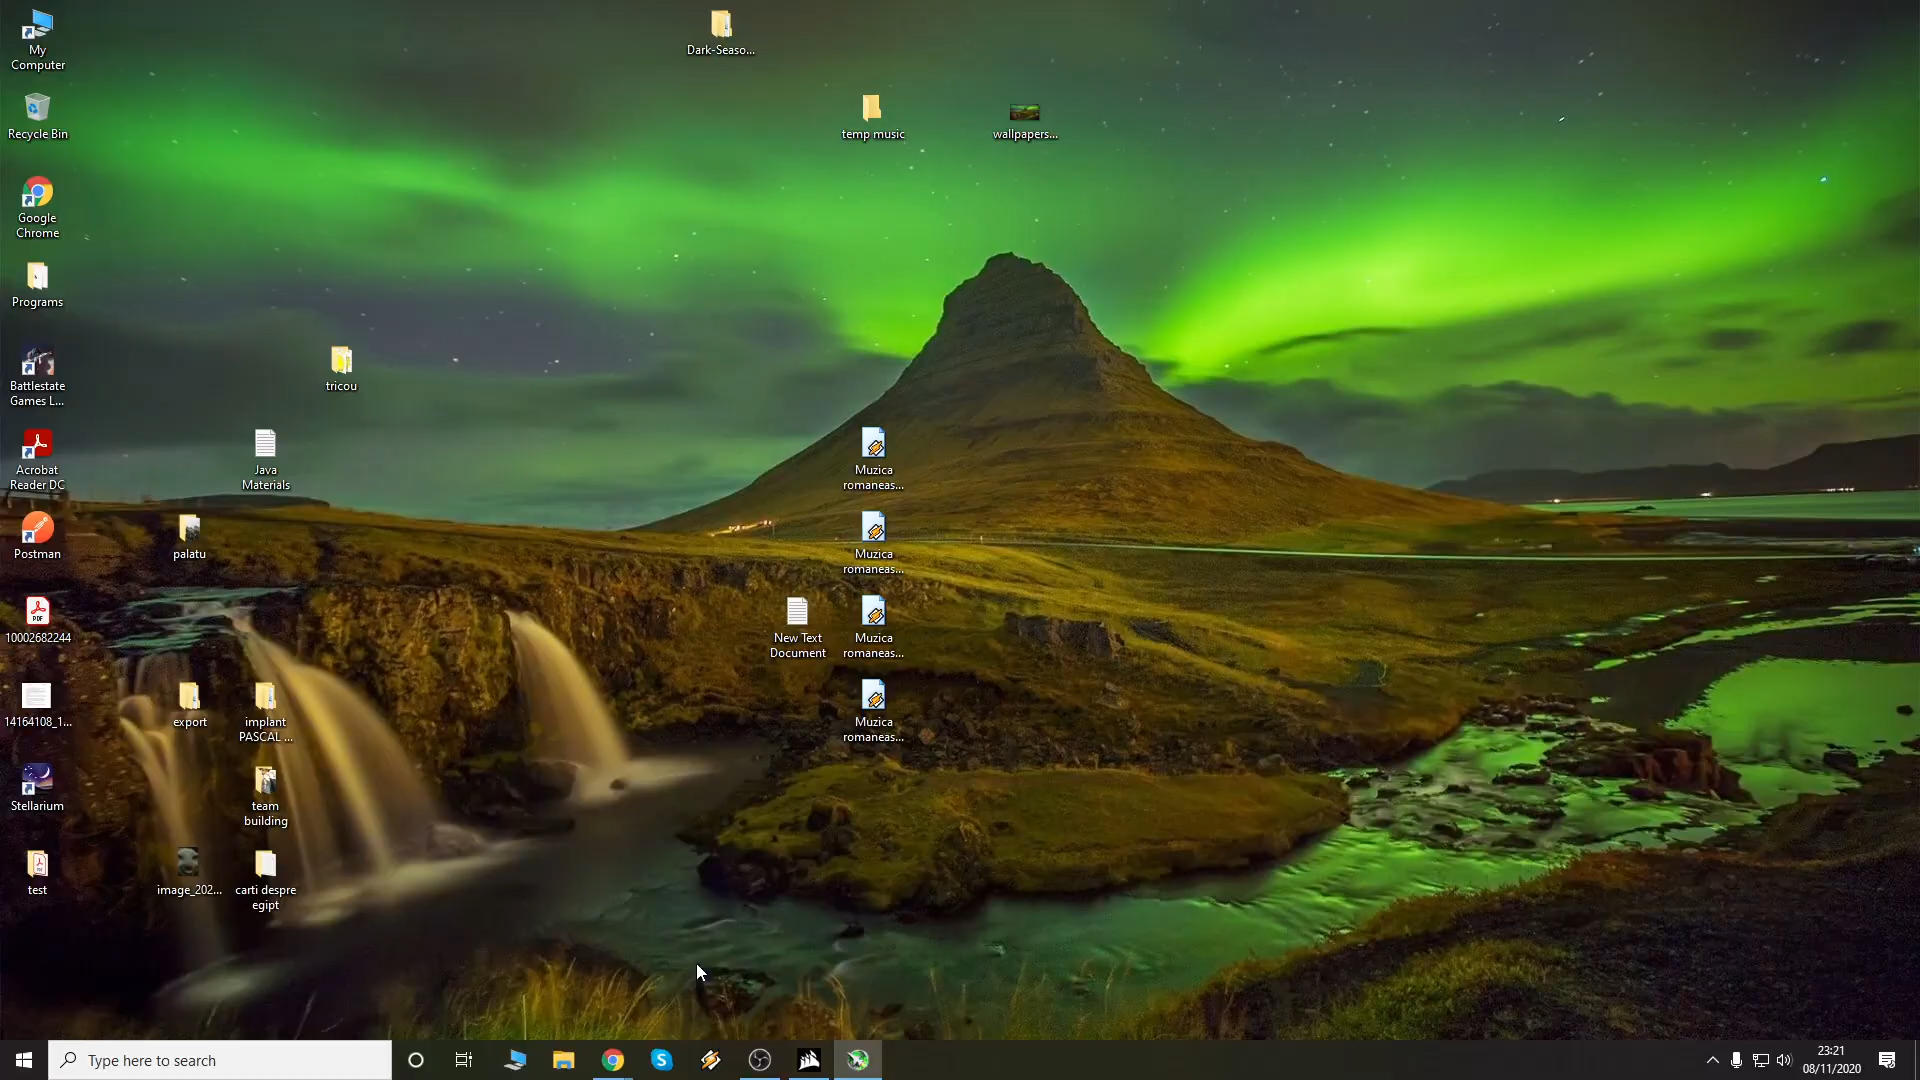 My
Computer
Recycle Bin
Google
Chrome
Programs
Battlestate
Games L...
Acrobat
Reader DC
Postman
10002682244
14164108_1...
Stellarium
test
palatu
export
image_202...
Java
Materials
implant
PASCAL ...
team
building
carti despre
egipt
tricou
Dark-Seaso...
New Text
Document
temp music
Muzica
romaneas...
Muzica
romaneas...
Muzica
romaneas...
Muzica
romaneas...
wallpapers...
Type here to search
23:21
08/11/2020